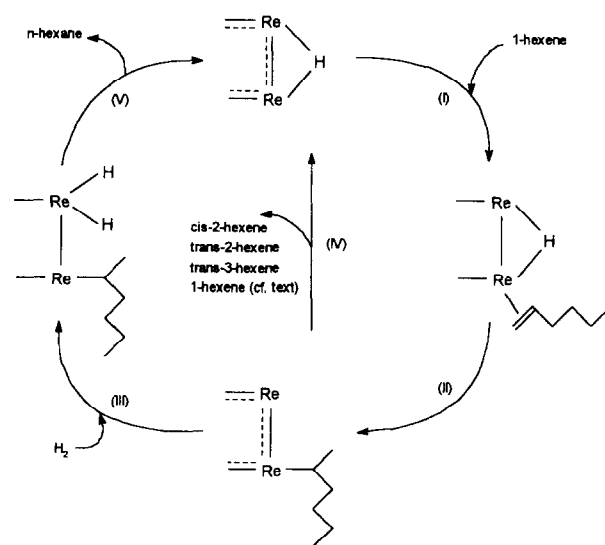 n-hexane
Re
H
Re
1-hexene
(V)
(I)
Re
H
H
Re
cis-2-hexene
trans-2-hexene
trans-3-hexene
1-hexene (cf. text)
(IV)
Re
H
Re
(III)
H₂
(II)
Re
Re